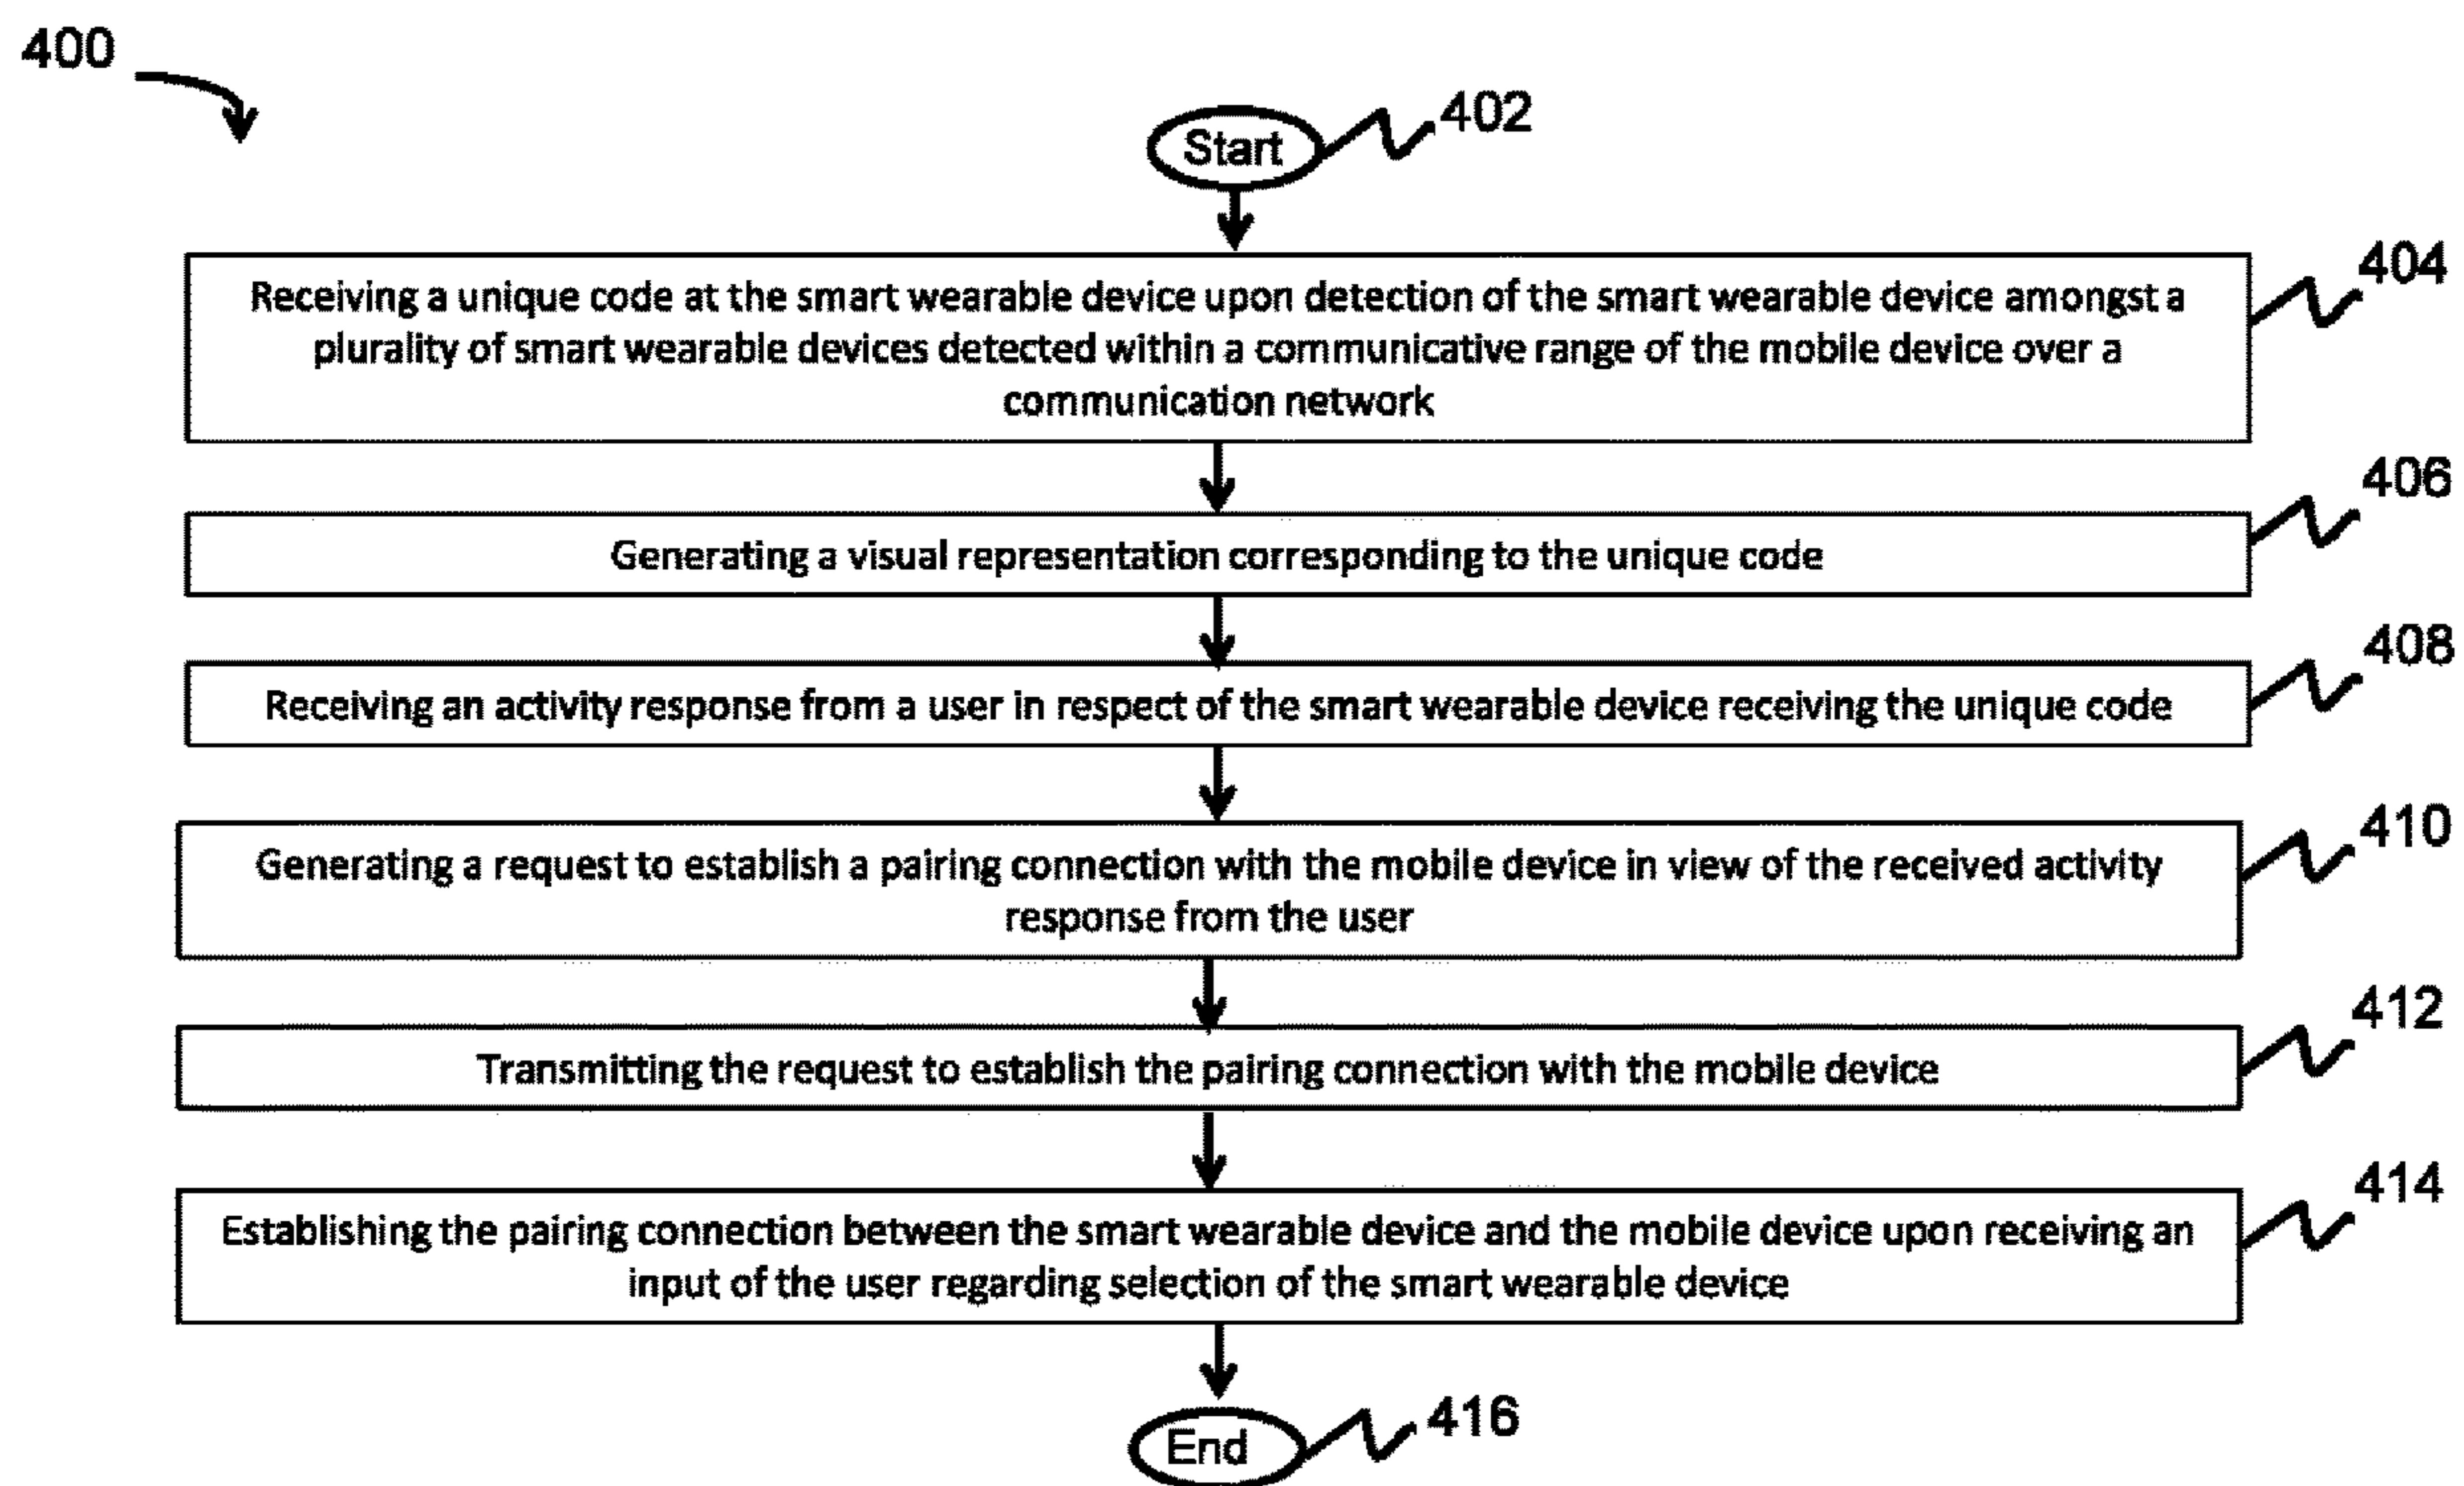 400
Start
402
Receiving a unique code at the smart wearable device upon detection of the smart wearable device amongst a
plurality of smart wearable devices detected within a communicative range of the mobile device over a
communication network
404
Generating a visual representation corresponding to the unique code
406
Receiving an activity response from a user in respect of the smart wearable device receiving the unique code
408
Generating a request to establish a pairing connection with the mobile device in view of the received activity
response from the user
410
Transmitting the request to establish the pairing connection with the mobile device
412
Establishing the pairing connection between the smart wearable device and the mobile device upon receiving an
input of the user regarding selection of the smart wearable device
414
End
416